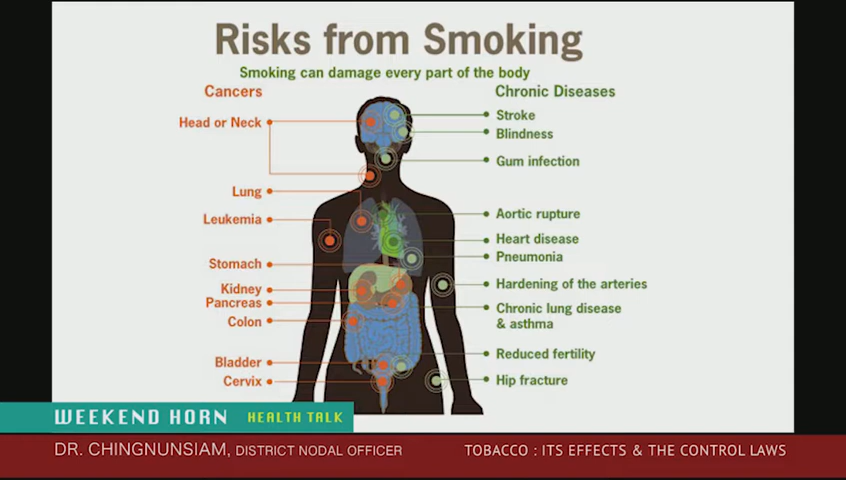 Risks from Smoking
Smoking can damage every part of the body
Cancers
Head or Neck
Lung
Leukemia
Stomach
Kidney
Pancreas
Colon
Bladder
Cervix
Chronic Diseases
Stroke
Blindness
Gum infection
Aortic rupture
Heart disease
Pneumonia
Hardening of the arteries
Chronic lung disease
& asthma
Reduced fertility
Hip fracture
WEEKEND HORN HEALTH TALK
DR. CHINGNUNSIAM, DISTRICT NODAL OFFICER
TOBACCO : ITS EFFECTS & THE CONTROL LAWS